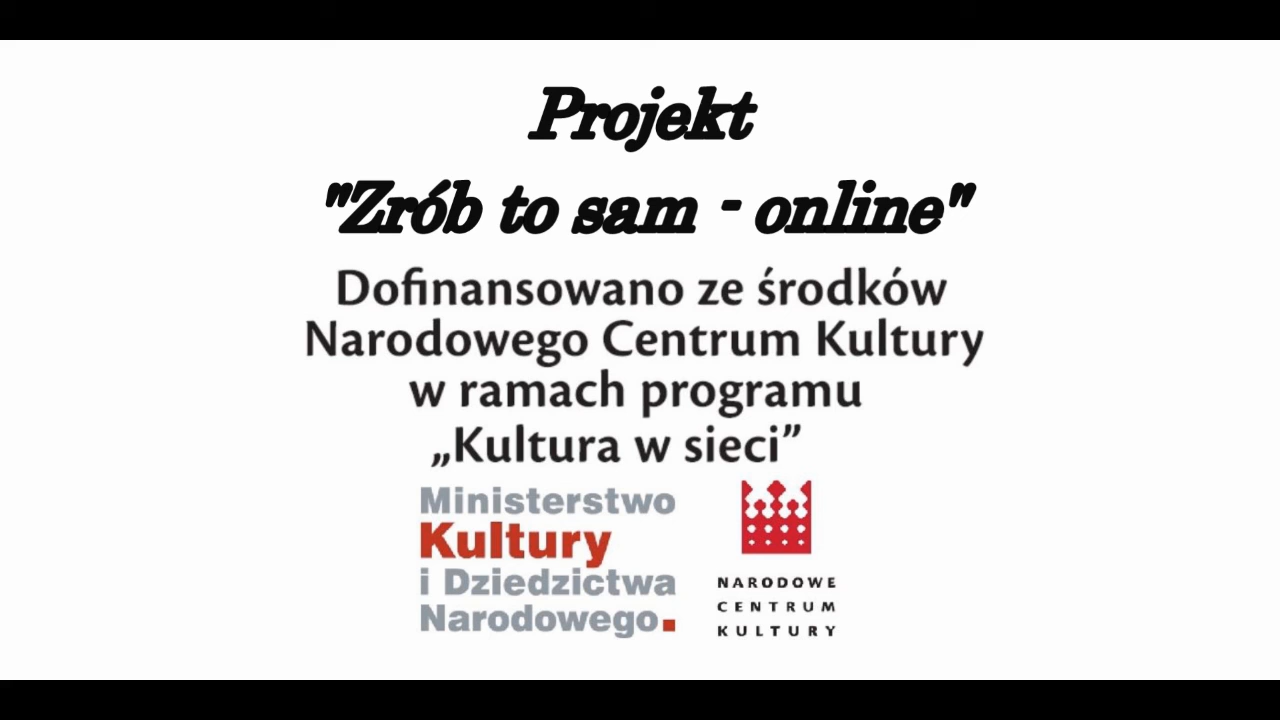 Projekt
"Zrób to sam - online"
Dofinansowano ze środków
Narodowego Centrum Kultury
w ramach programu
„Kultura w sieci”
Ministerstwo
Kultury
i Dziedzictwa
Narodowego.
NARODOWE
CENTRUM
KULTURY